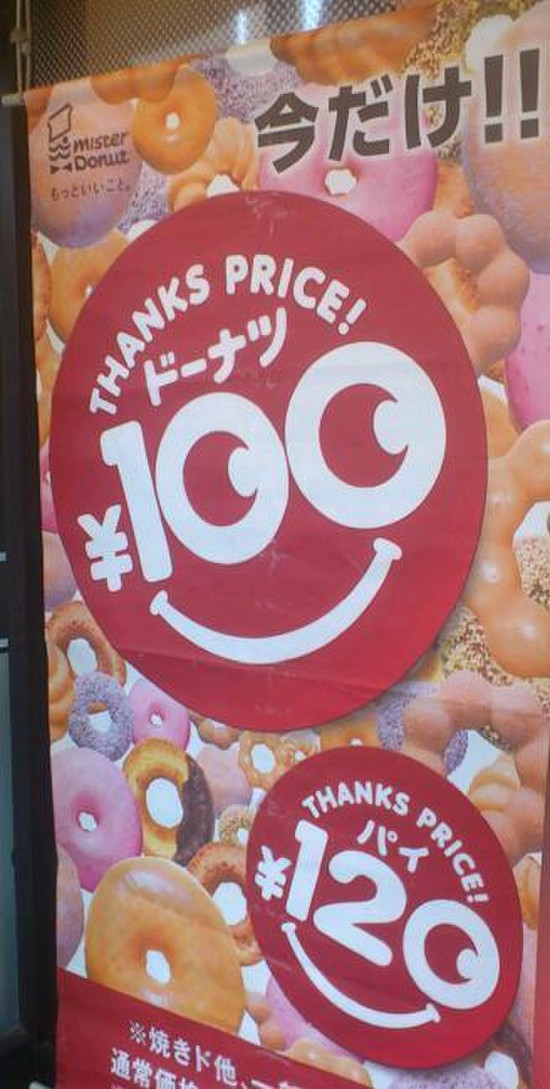 今だけ!!
mister
Donut
もっといいこと。
THANKS PRICE!
ドーナツ
¥100
THANKS PRICE!
パイ
¥120
※焼きド他、一
通常価格